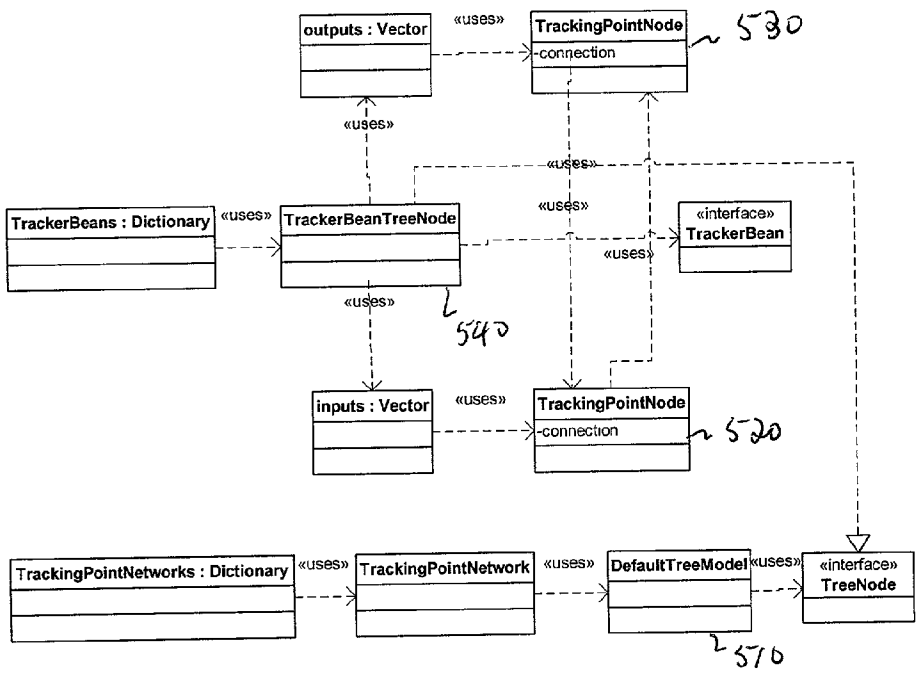 outputs : Vector
«uses»
TrackingPointNode
530
-connection
«uses»
«uses»
TrackerBeans : Dictionary
«uses»
TrackerBeanTreeNode
«uses»
«interface»
TrackerBean
«uses»
«uses»
540
inputs : Vector
«uses»
TrackingPointNode
-connection
520
TrackingPointNetworks : Dictionary
«uses»
TrackingPointNetwork
«uses»
DefaultTreeModel
«uses»
«interface»
TreeNode
510